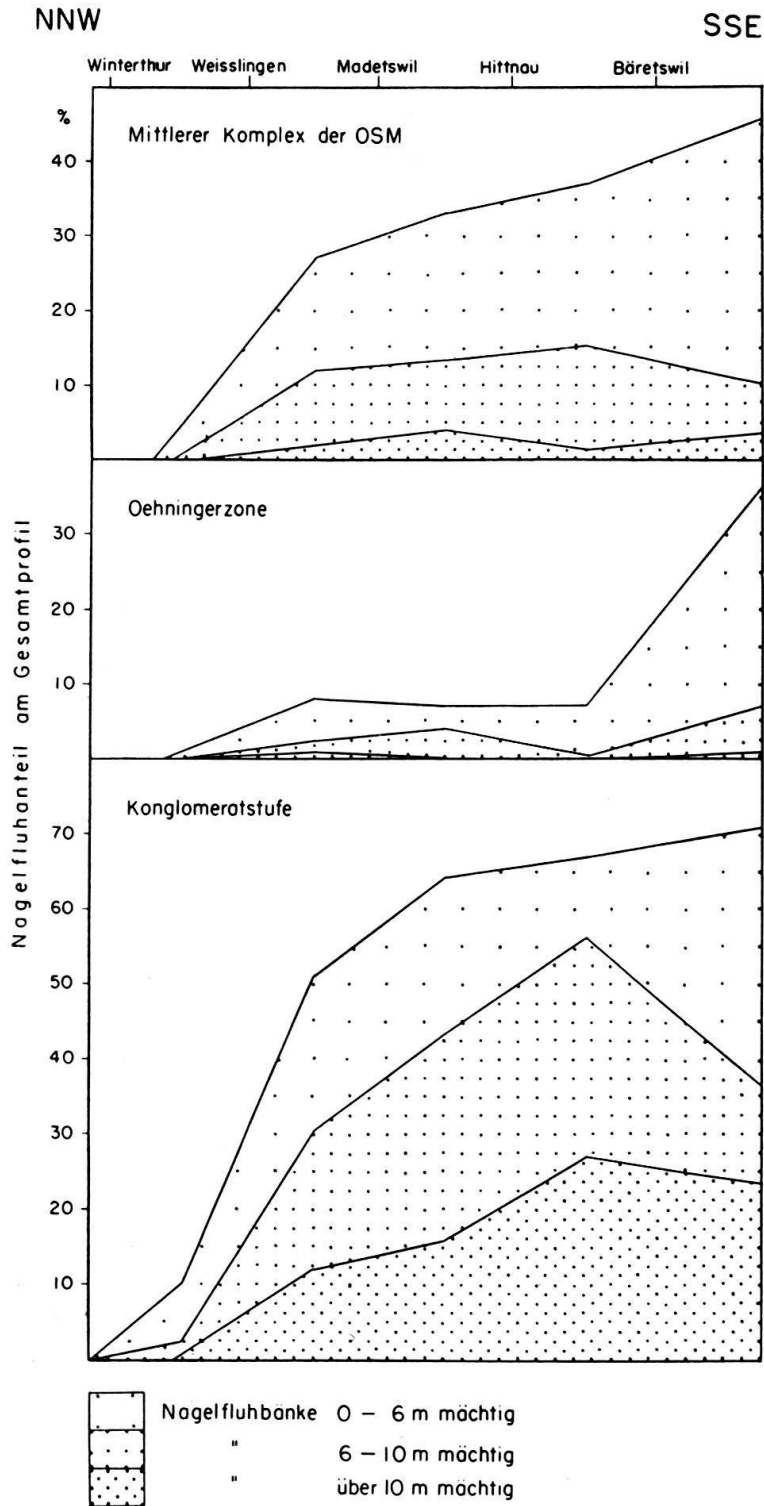 NNW SSE
Winterthur Weisslingen Madetswil Hittnau Bäretswil
%
Mittlerer Komplex der OSM
40
30
20
10
Oehningerzone
30
20
10
Konglomeratstufe
70
60
50
40
30
20
10
Nagelfluhanteil am Gesamtprofil
Nagelfluhbänke 0 – 6 m mächtig
" 6 – 10 m mächtig
" über 10 m mächtig